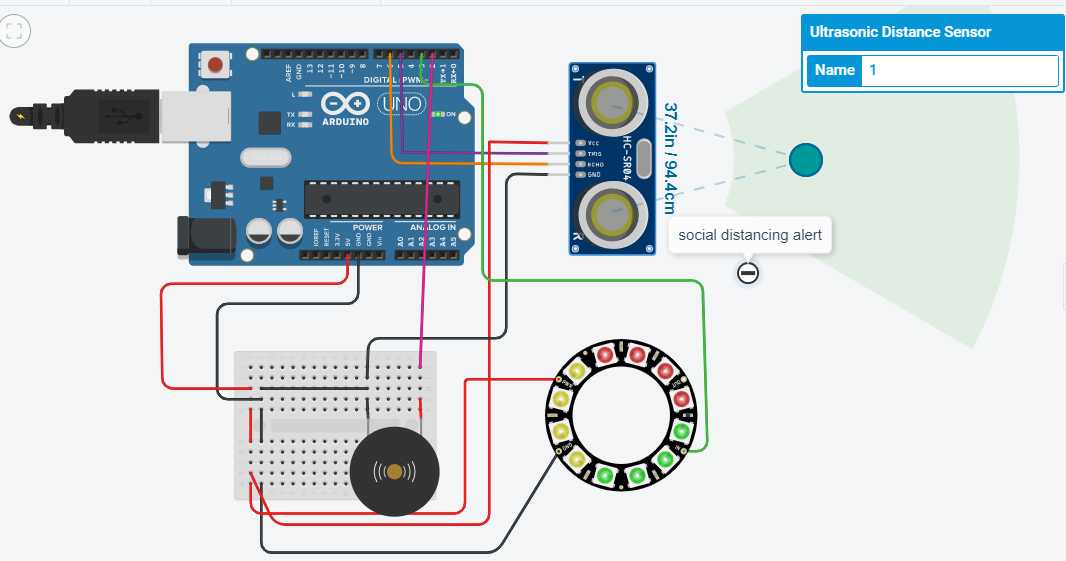 Ultrasonic Distance Sensor
Name 1
AREF
GND
13
12
~11
~10
~9
8
7
~6
~5
4
~3
2
TX→1
RX←0
DIGITAL (PWM~)
L
TX
RX
UNO
ARDUINO
ON
POWER
ANALOG IN
IOREF
RESET
3.3V
5V
GND
GND
Vin
A0
A1
A2
A3
A4
A5
T
Vcc
TRIG
ECHO
GND
HC-SR04
R
37.2in / 94.4cm
social distancing alert
PWR
OUT
GND
IN